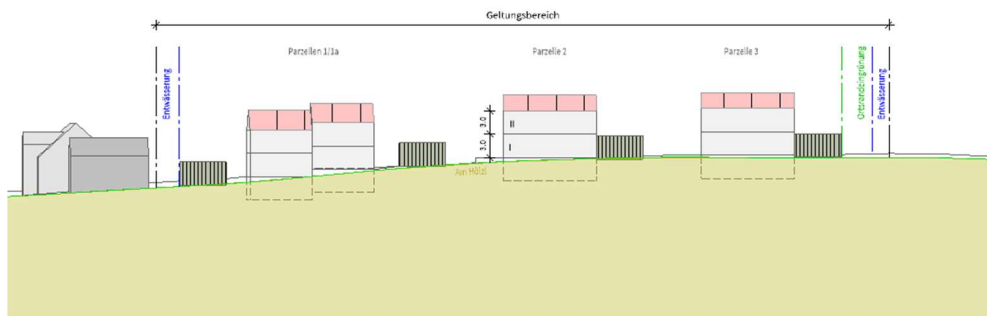 Geltungsbereich
Parzellen 1/1a
Parzelle 2
Parzelle 3
Entwässerung
Ortsrandeingrünung
Entwässerung
3.0
II
3.0
I
Am Hölzl